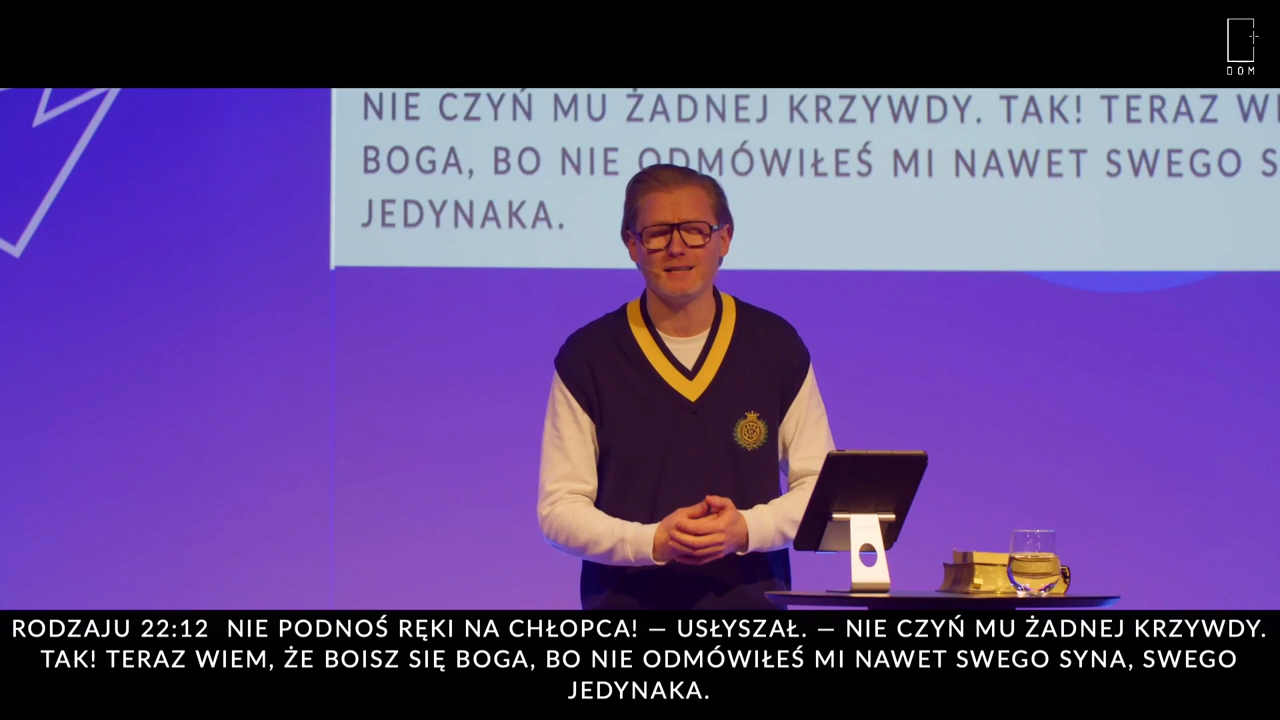 DOM
NIE CZYŃ MU ŻADNEJ KRZYWDY. TAK! TERAZ
BOGA, BO NIE ODMÓWIŁEŚ MI NAWET SWEGO
JEDYNAKA.
RODZAJU 22:12 NIE PODNOŚ RĘKI NA CHŁOPCA! — USŁYSZAŁ. — NIE CZYŃ MU ŻADNEJ KRZYWDY.
TAK! TERAZ WIEM, ŻE BOISZ SIĘ BOGA, BO NIE ODMÓWIŁEŚ MI NAWET SWEGO SYNA, SWEGO
JEDYNAKA.